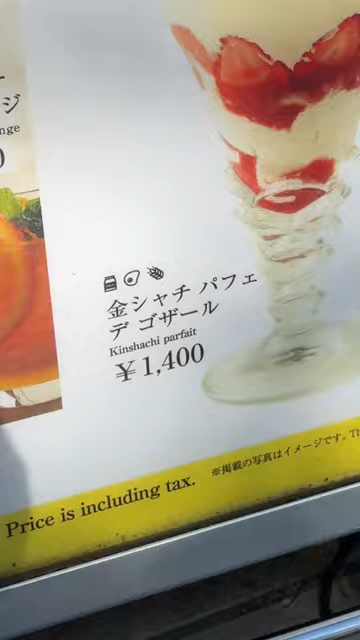 ジ
nge
金シャチ パフェ
デ ゴザール
Kinshachi parfait
￥1,400
※掲載の写真はイメージです。Th
Price is including tax.